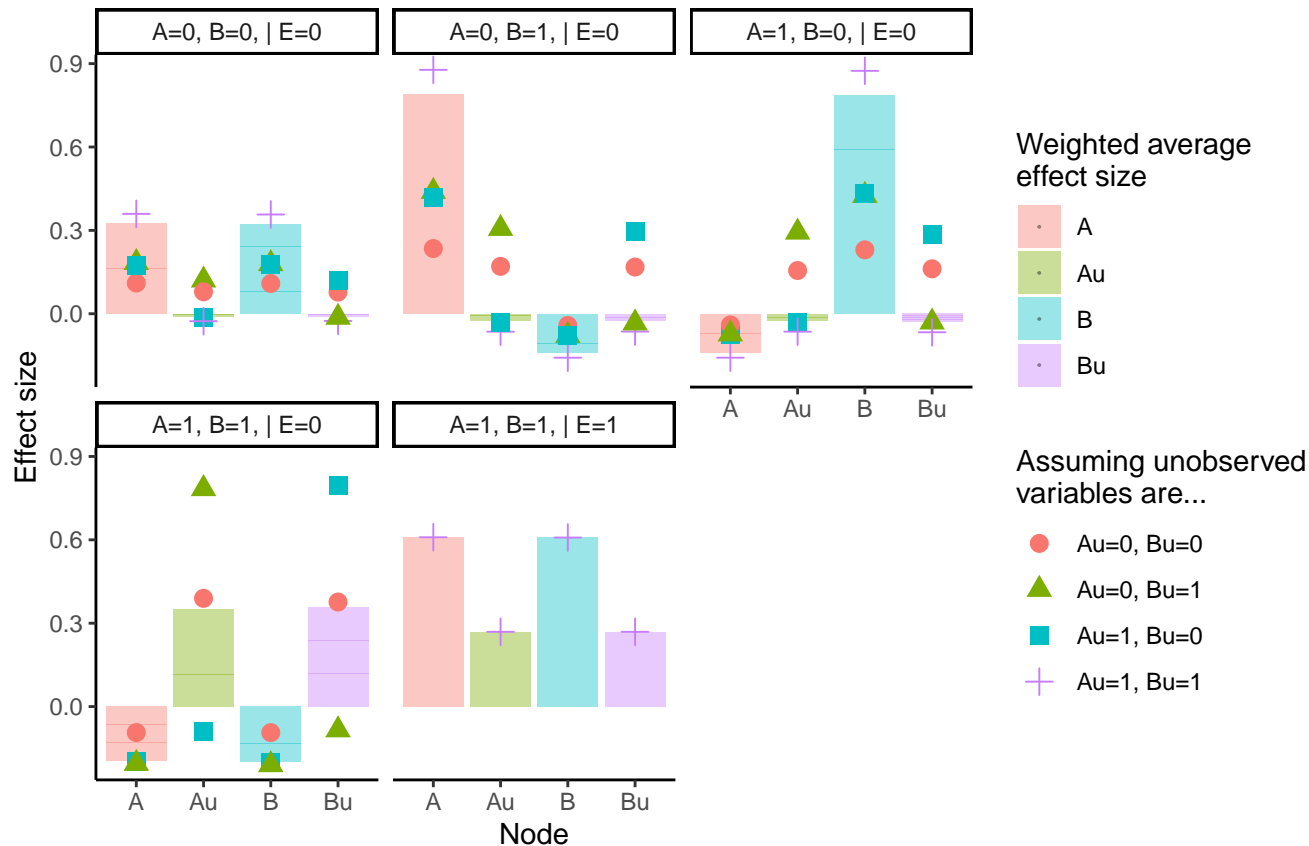 A=0, B=0, | E=0
A=0, B=1, | E=0
A=1, B=0, | E=0
0.9
0.6
0.3
0.0
A
Au
B
Bu
A=1, B=1, | E=0
A=1, B=1, | E=1
0.9
0.6
0.3
0.0
A
Au
B
Bu
A
Au
B
Bu
Effect size
Node
Weighted average
effect size
A
Au
B
Bu
Assuming unobserved
variables are...
Au=0, Bu=0
Au=0, Bu=1
Au=1, Bu=0
Au=1, Bu=1